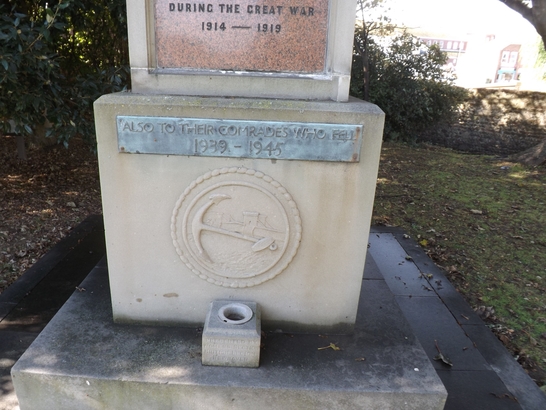 DURING THE GREAT WAR
1914 — 1919
ALSO TO THEIR COMRADES WHO FELL
1939 - 1945